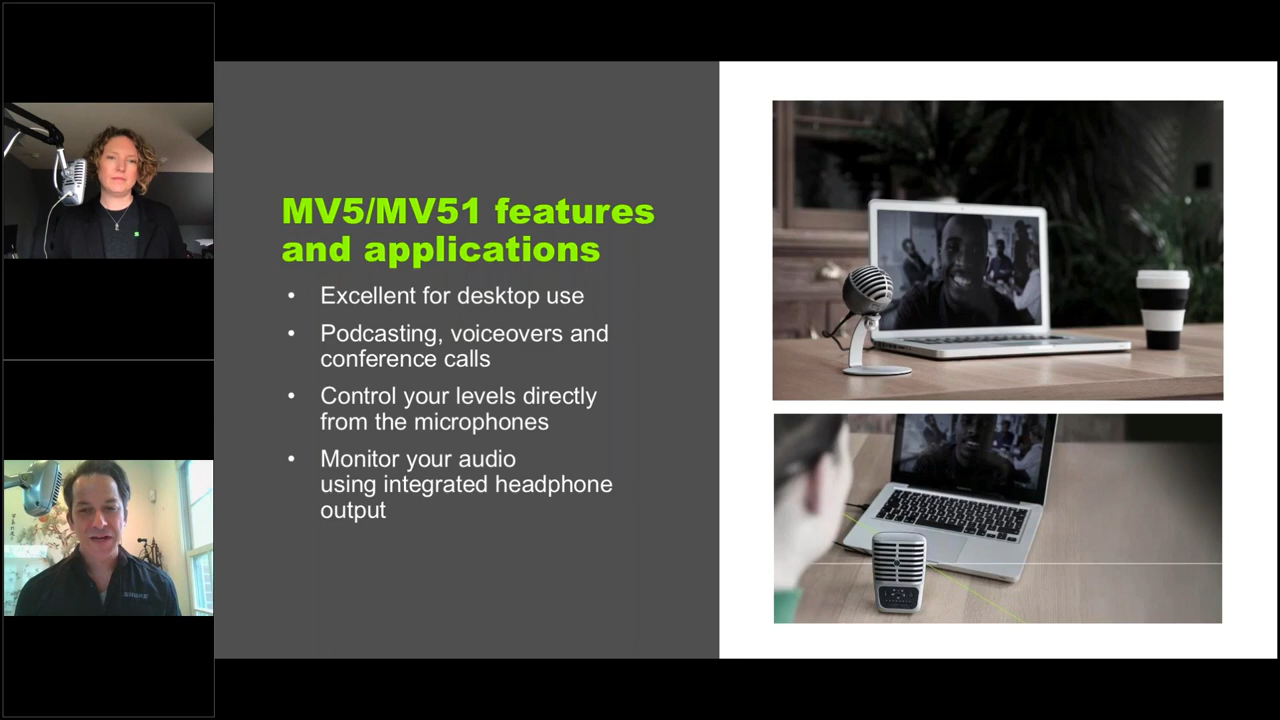 MV5/MV51 features
and applications
• Excellent for desktop use
• Podcasting, voiceovers and
conference calls
• Control your levels directly
from the microphones
• Monitor your audio
using integrated headphone
output
SHURE